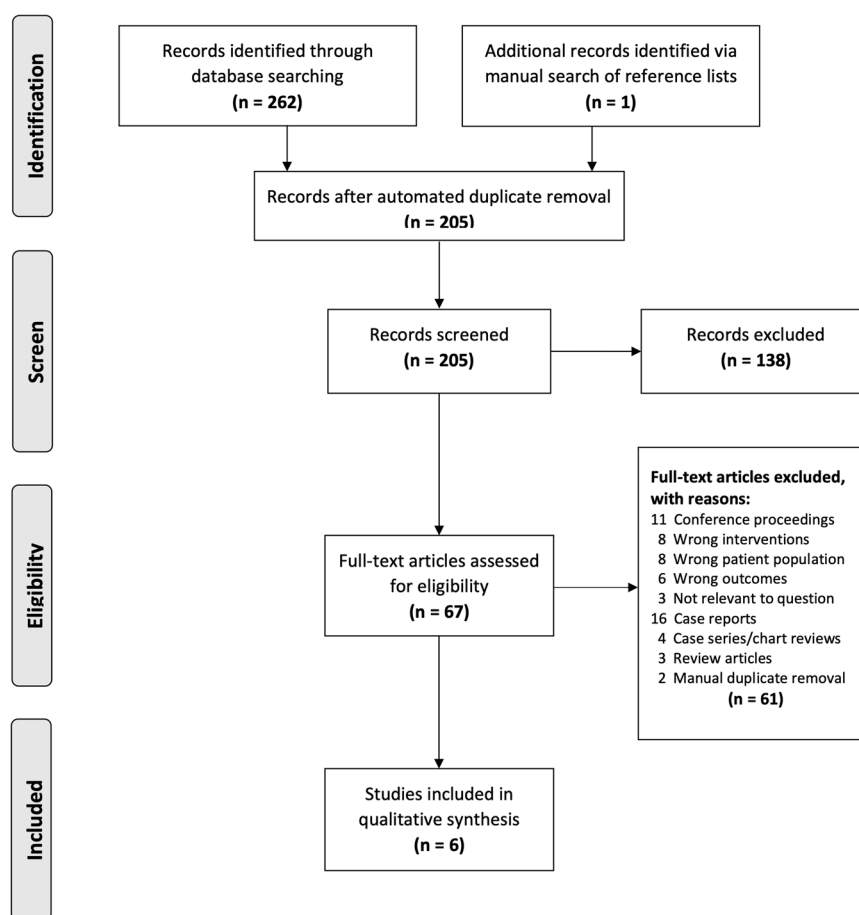 Identification
Records identified through
database searching
(n = 262)
Additional records identified via
manual search of reference lists
(n = 1)
Records after automated duplicate removal
(n = 205)
Screen
Records screened
(n = 205)
Records excluded
(n = 138)
Eligibility
Full-text articles assessed
for eligibility
(n = 67)
Full-text articles excluded,
with reasons:
11 Conference proceedings
8 Wrong interventions
8 Wrong patient population
6 Wrong outcomes
3 Not relevant to question
16 Case reports
4 Case series/chart reviews
3 Review articles
2 Manual duplicate removal
(n = 61)
Included
Studies included in
qualitative synthesis
(n = 6)